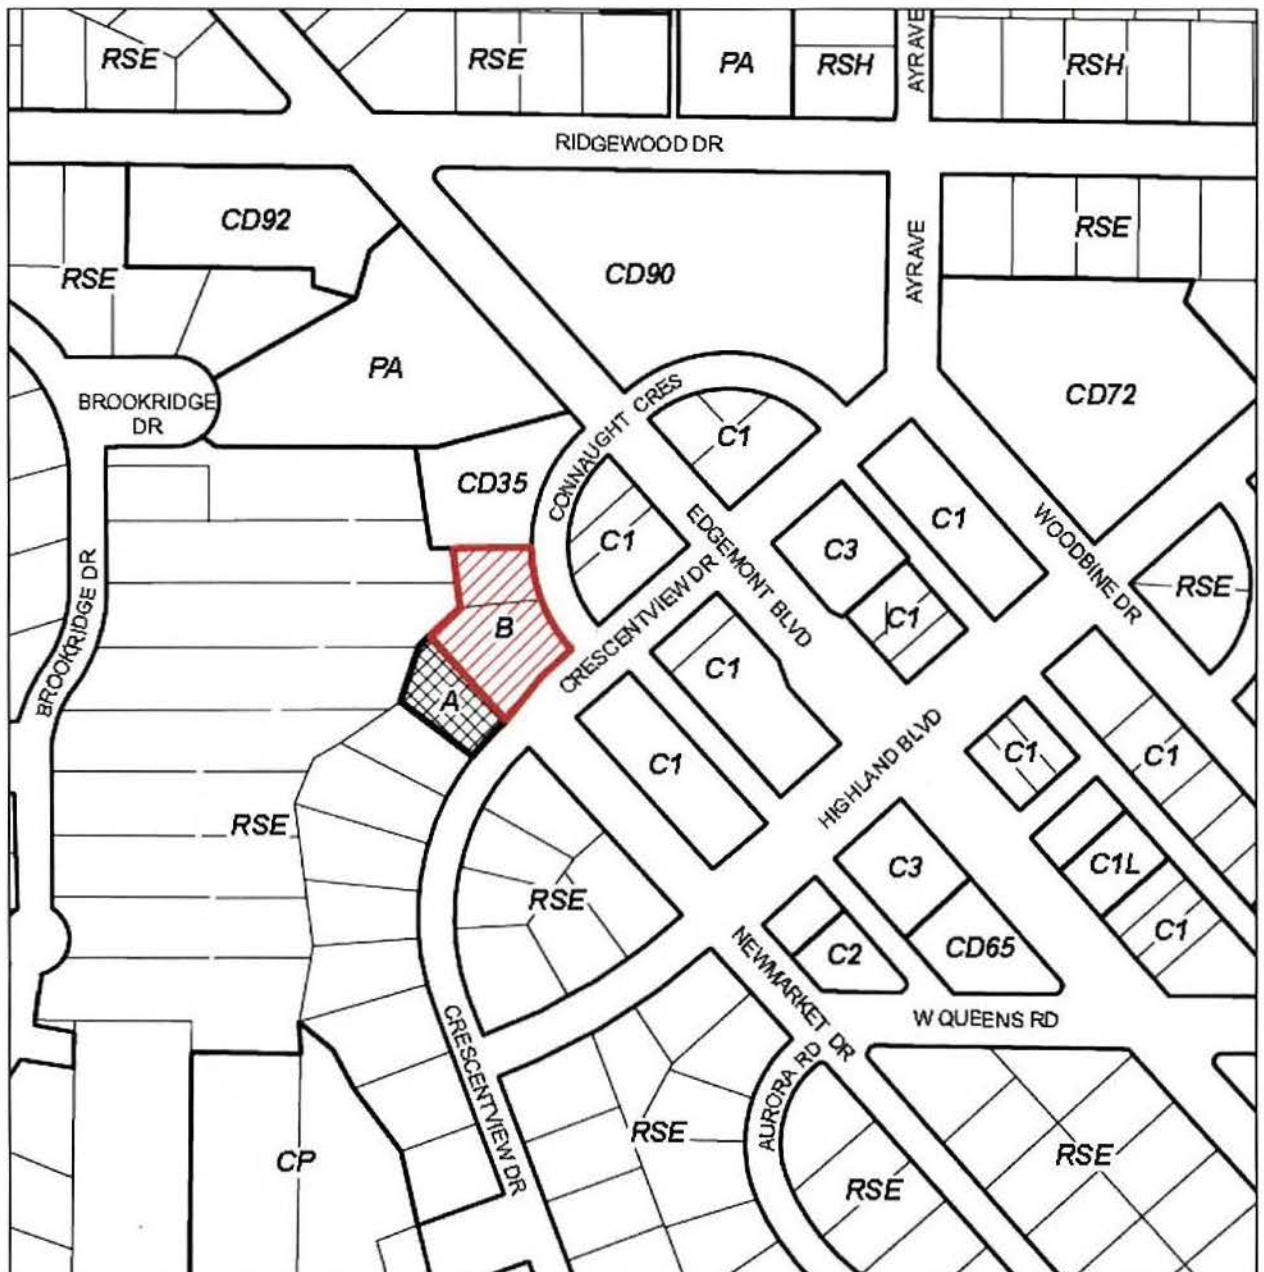 RSE
RSE
PA
RSH
AYR AVE
RSH
RIDGEWOOD DR
CD92
CD90
AYR AVE
RSE
RSE
PA
BROOKRIDGE
DR
CONNAUGHT CRES
C1
CD72
CD35
C1
EDGEMONT BLVD
C3
C1
WOODBINE DR
RSE
BROOKRIDGE DR
B
A
CRESCENTVIEW DR
C1
C1
C1
HIGHLAND BLVD
C1
C1
RSE
RSE
C3
C1L
C1
NEWMARKET DR
C2
CD65
W QUEENS RD
CRESCENTVIEW DR
AURORA RD
CP
RSE
RSE
RSE